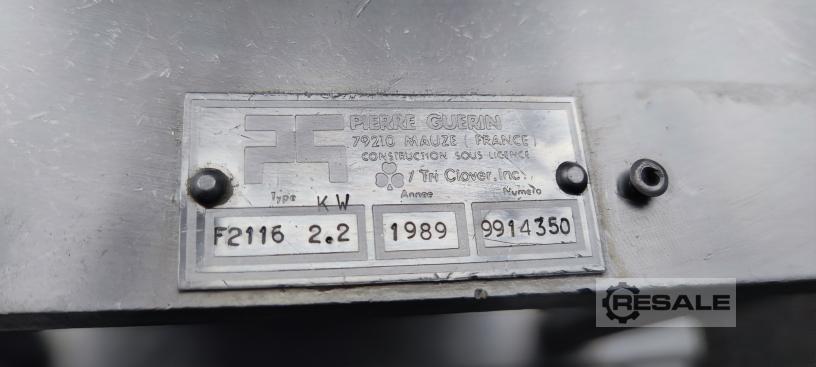 PIERRE GUERIN
79210 MAUZE (FRANCE)
CONSTRUCTION SOUS LICENCE
/ Tri Clover, Inc.
Type KW Annee Numero
F2116 2.2 1989 9914350
RESALE